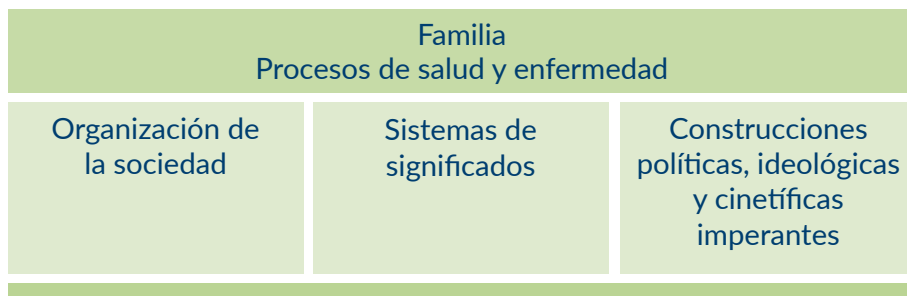 Familia
Procesos de salud y enfermedad
Organización de
la sociedad
Sistemas de
significados
Construcciones
políticas, ideológicas
y cinetíficas
imperantes